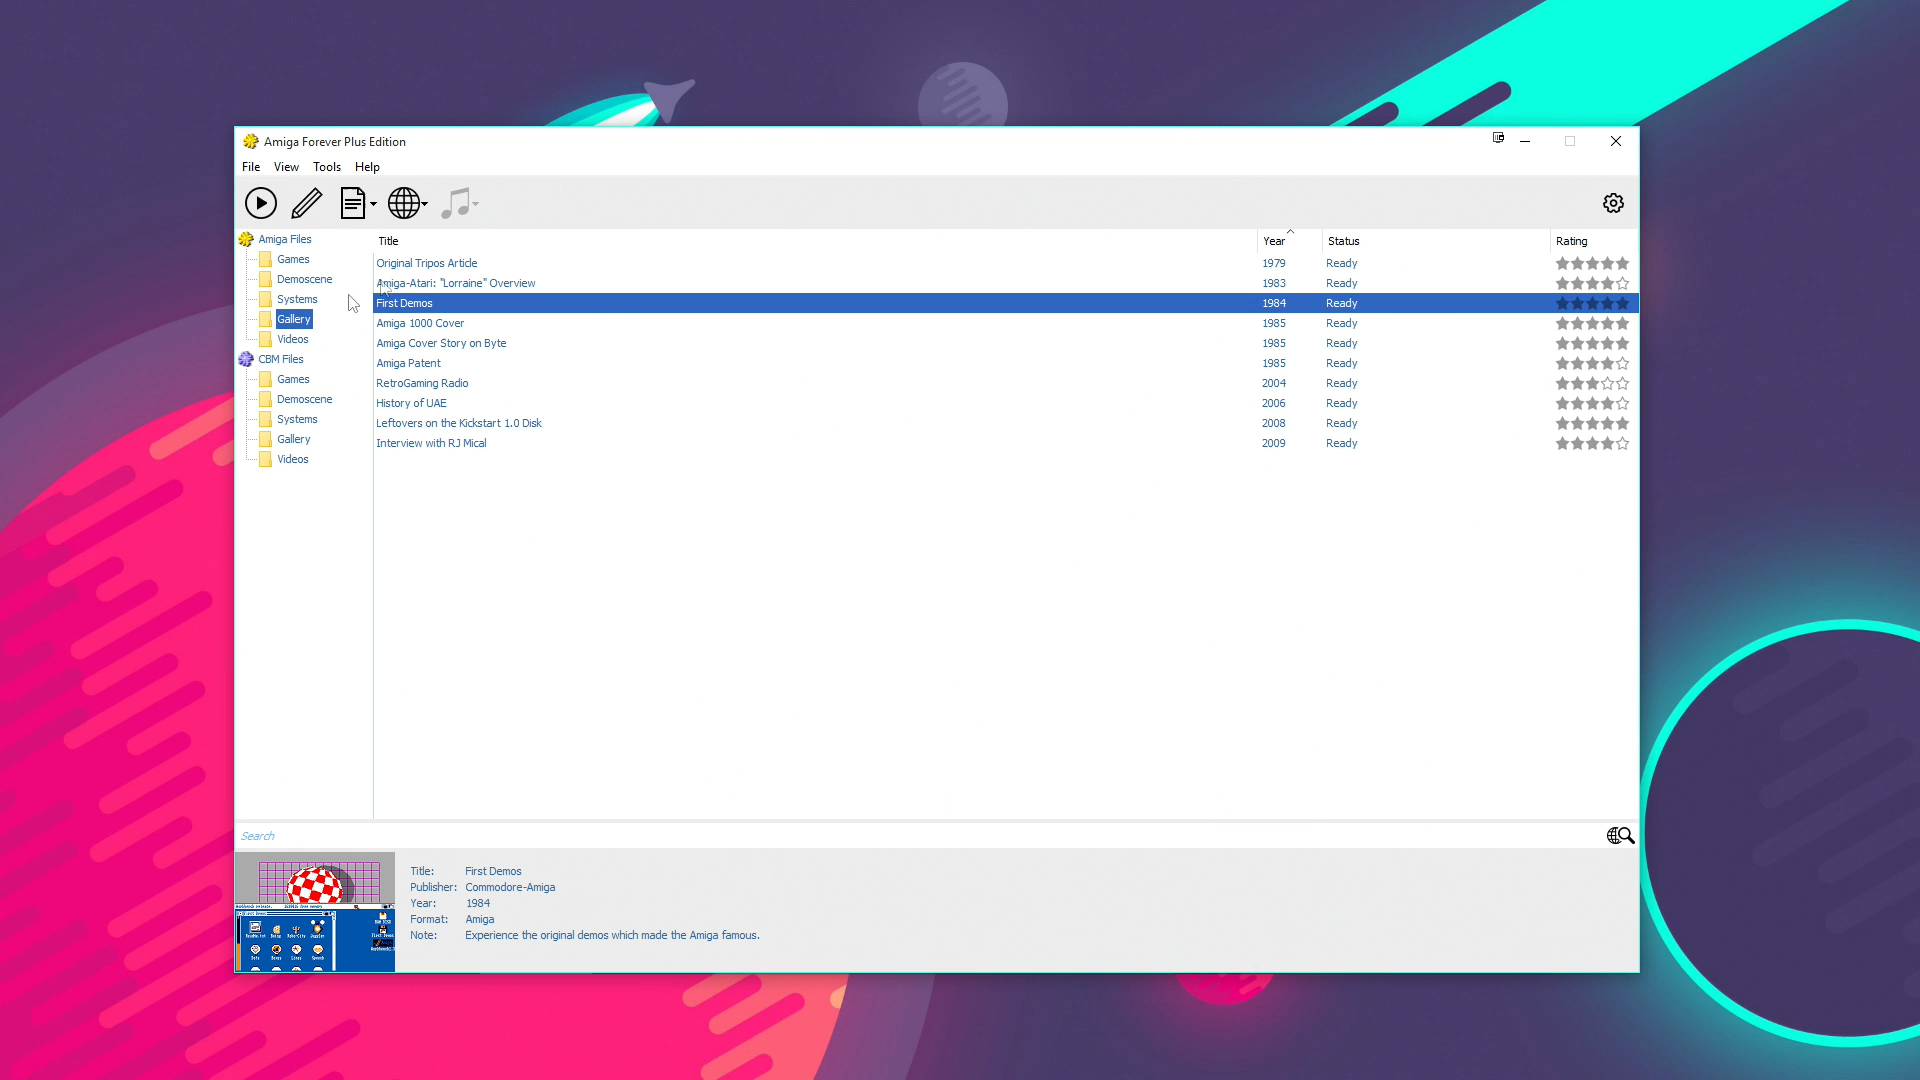 Amiga Forever Plus Edition
File View Tools Help
Amiga Files
Games
Demoscene
Systems
Gallery
Videos
CBM Files
Games
Demoscene
Systems
Gallery
Videos
Title Year Status Rating
Original Tripos Article 1979 Ready
Amiga-Atari: "Lorraine" Overview 1983 Ready
First Demos 1984 Ready
Amiga 1000 Cover 1985 Ready
Amiga Cover Story on Byte 1985 Ready
Amiga Patent 1985 Ready
RetroGaming Radio 2004 Ready
History of UAE 2006 Ready
Leftovers on the Kickstart 1.0 Disk 2008 Ready
Interview with RJ Mical 2009 Ready
Search
Title: First Demos
Publisher: Commodore-Amiga
Year: 1984
Format: Amiga
Note: Experience the original demos which made the Amiga famous.